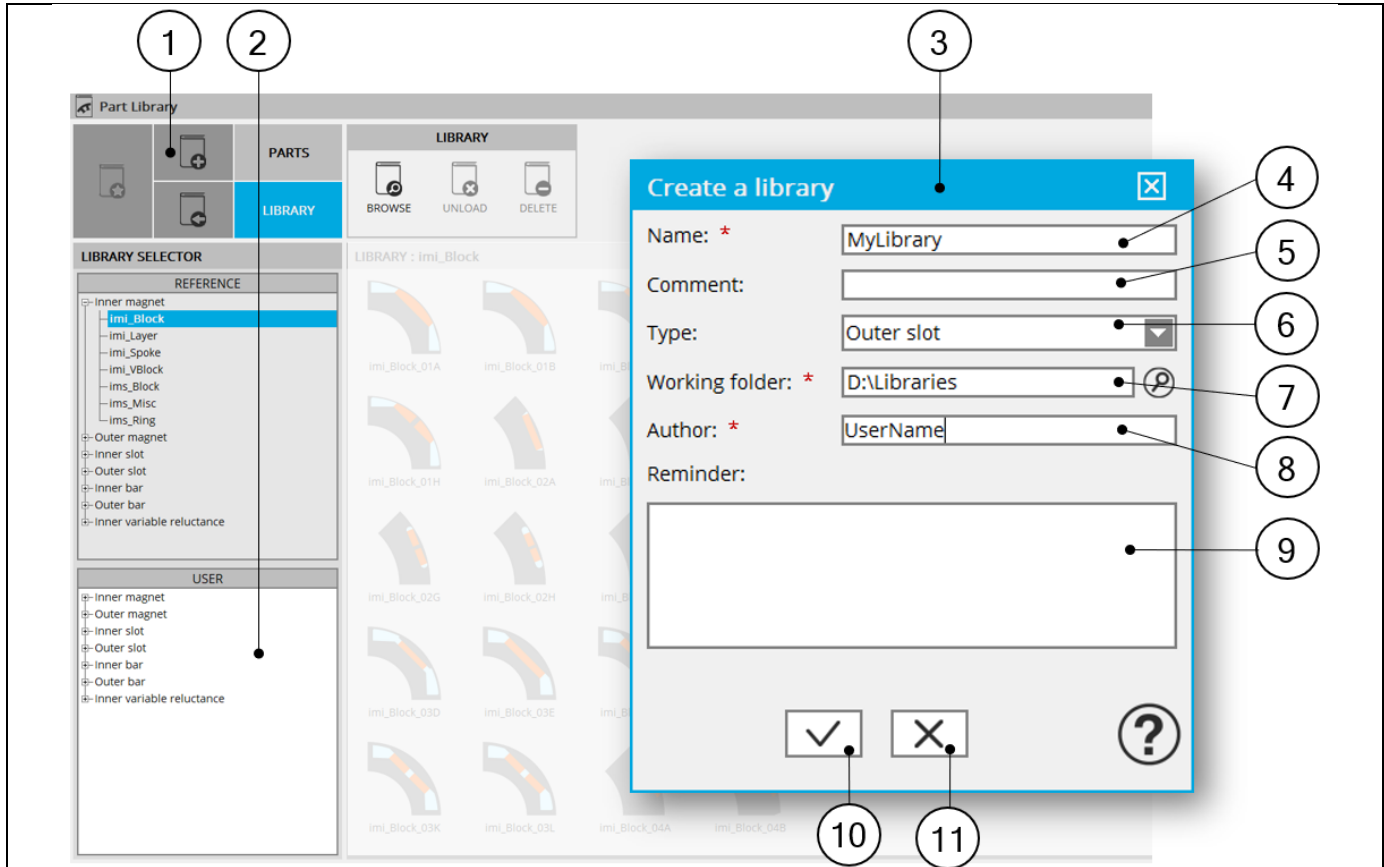 1
2
3
Part Library
PARTS
LIBRARY
LIBRARY
BROWSE
UNLOAD
DELETE
LIBRARY SELECTOR
REFERENCE
Inner magnet
imi_Block
imi_Layer
imi_Spoke
imi_VBlock
ims_Block
ims_Misc
ims_Ring
Outer magnet
Inner slot
Outer slot
Inner bar
Outer bar
Inner variable reluctance
USER
Inner magnet
Outer magnet
Inner slot
Outer slot
Inner bar
Outer bar
Inner variable reluctance
LIBRARY : imi_Block
imi_Block_01A
imi_Block_01B
imi_Block_01H
imi_Block_02A
imi_Block_02G
imi_Block_02H
imi_Block_03D
imi_Block_03E
imi_Block_03K
imi_Block_03L
imi_Block_04A
imi_Block_04B
Create a library
Name: * MyLibrary
Comment:
Type: Outer slot
Working folder: * D:\Libraries
Author: * UserName
Reminder:
?
4
5
6
7
8
9
10
11